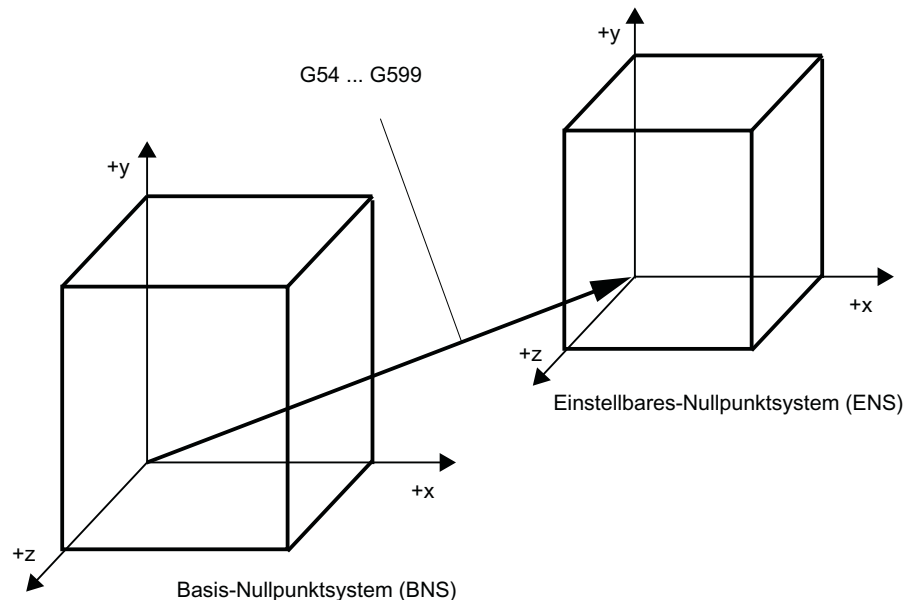 +y
G54 ... G599
+y
+x
+z
Einstellbares-Nullpunktsystem (ENS)
+x
+z
Basis-Nullpunktsystem (BNS)